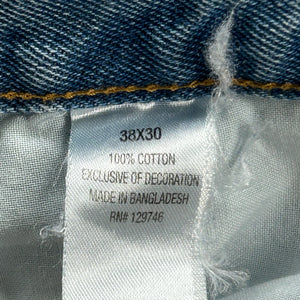 38X30
100% COTTON
EXCLUSIVE OF DECORATION
MADE IN BANGLADESH
RN# 129746